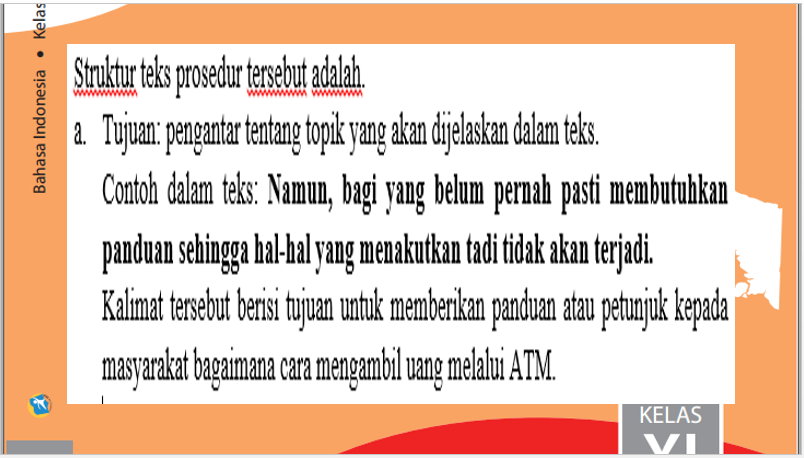 Bahasa Indonesia • Kelas
Struktur teks prosedur tersebut adalah.
a. Tujuan: pengantar tentang topik yang akan dijelaskan dalam teks.
Contoh dalam teks: Namun, bagi yang belum pernah pasti membutuhkan
panduan sehingga hal-hal yang menakutkan tadi tidak akan terjadi.
Kalimat tersebut berisi tujuan untuk memberikan panduan atau petunjuk kepada
masyarakat bagaimana cara mengambil uang melalui ATM.
KELAS
XI